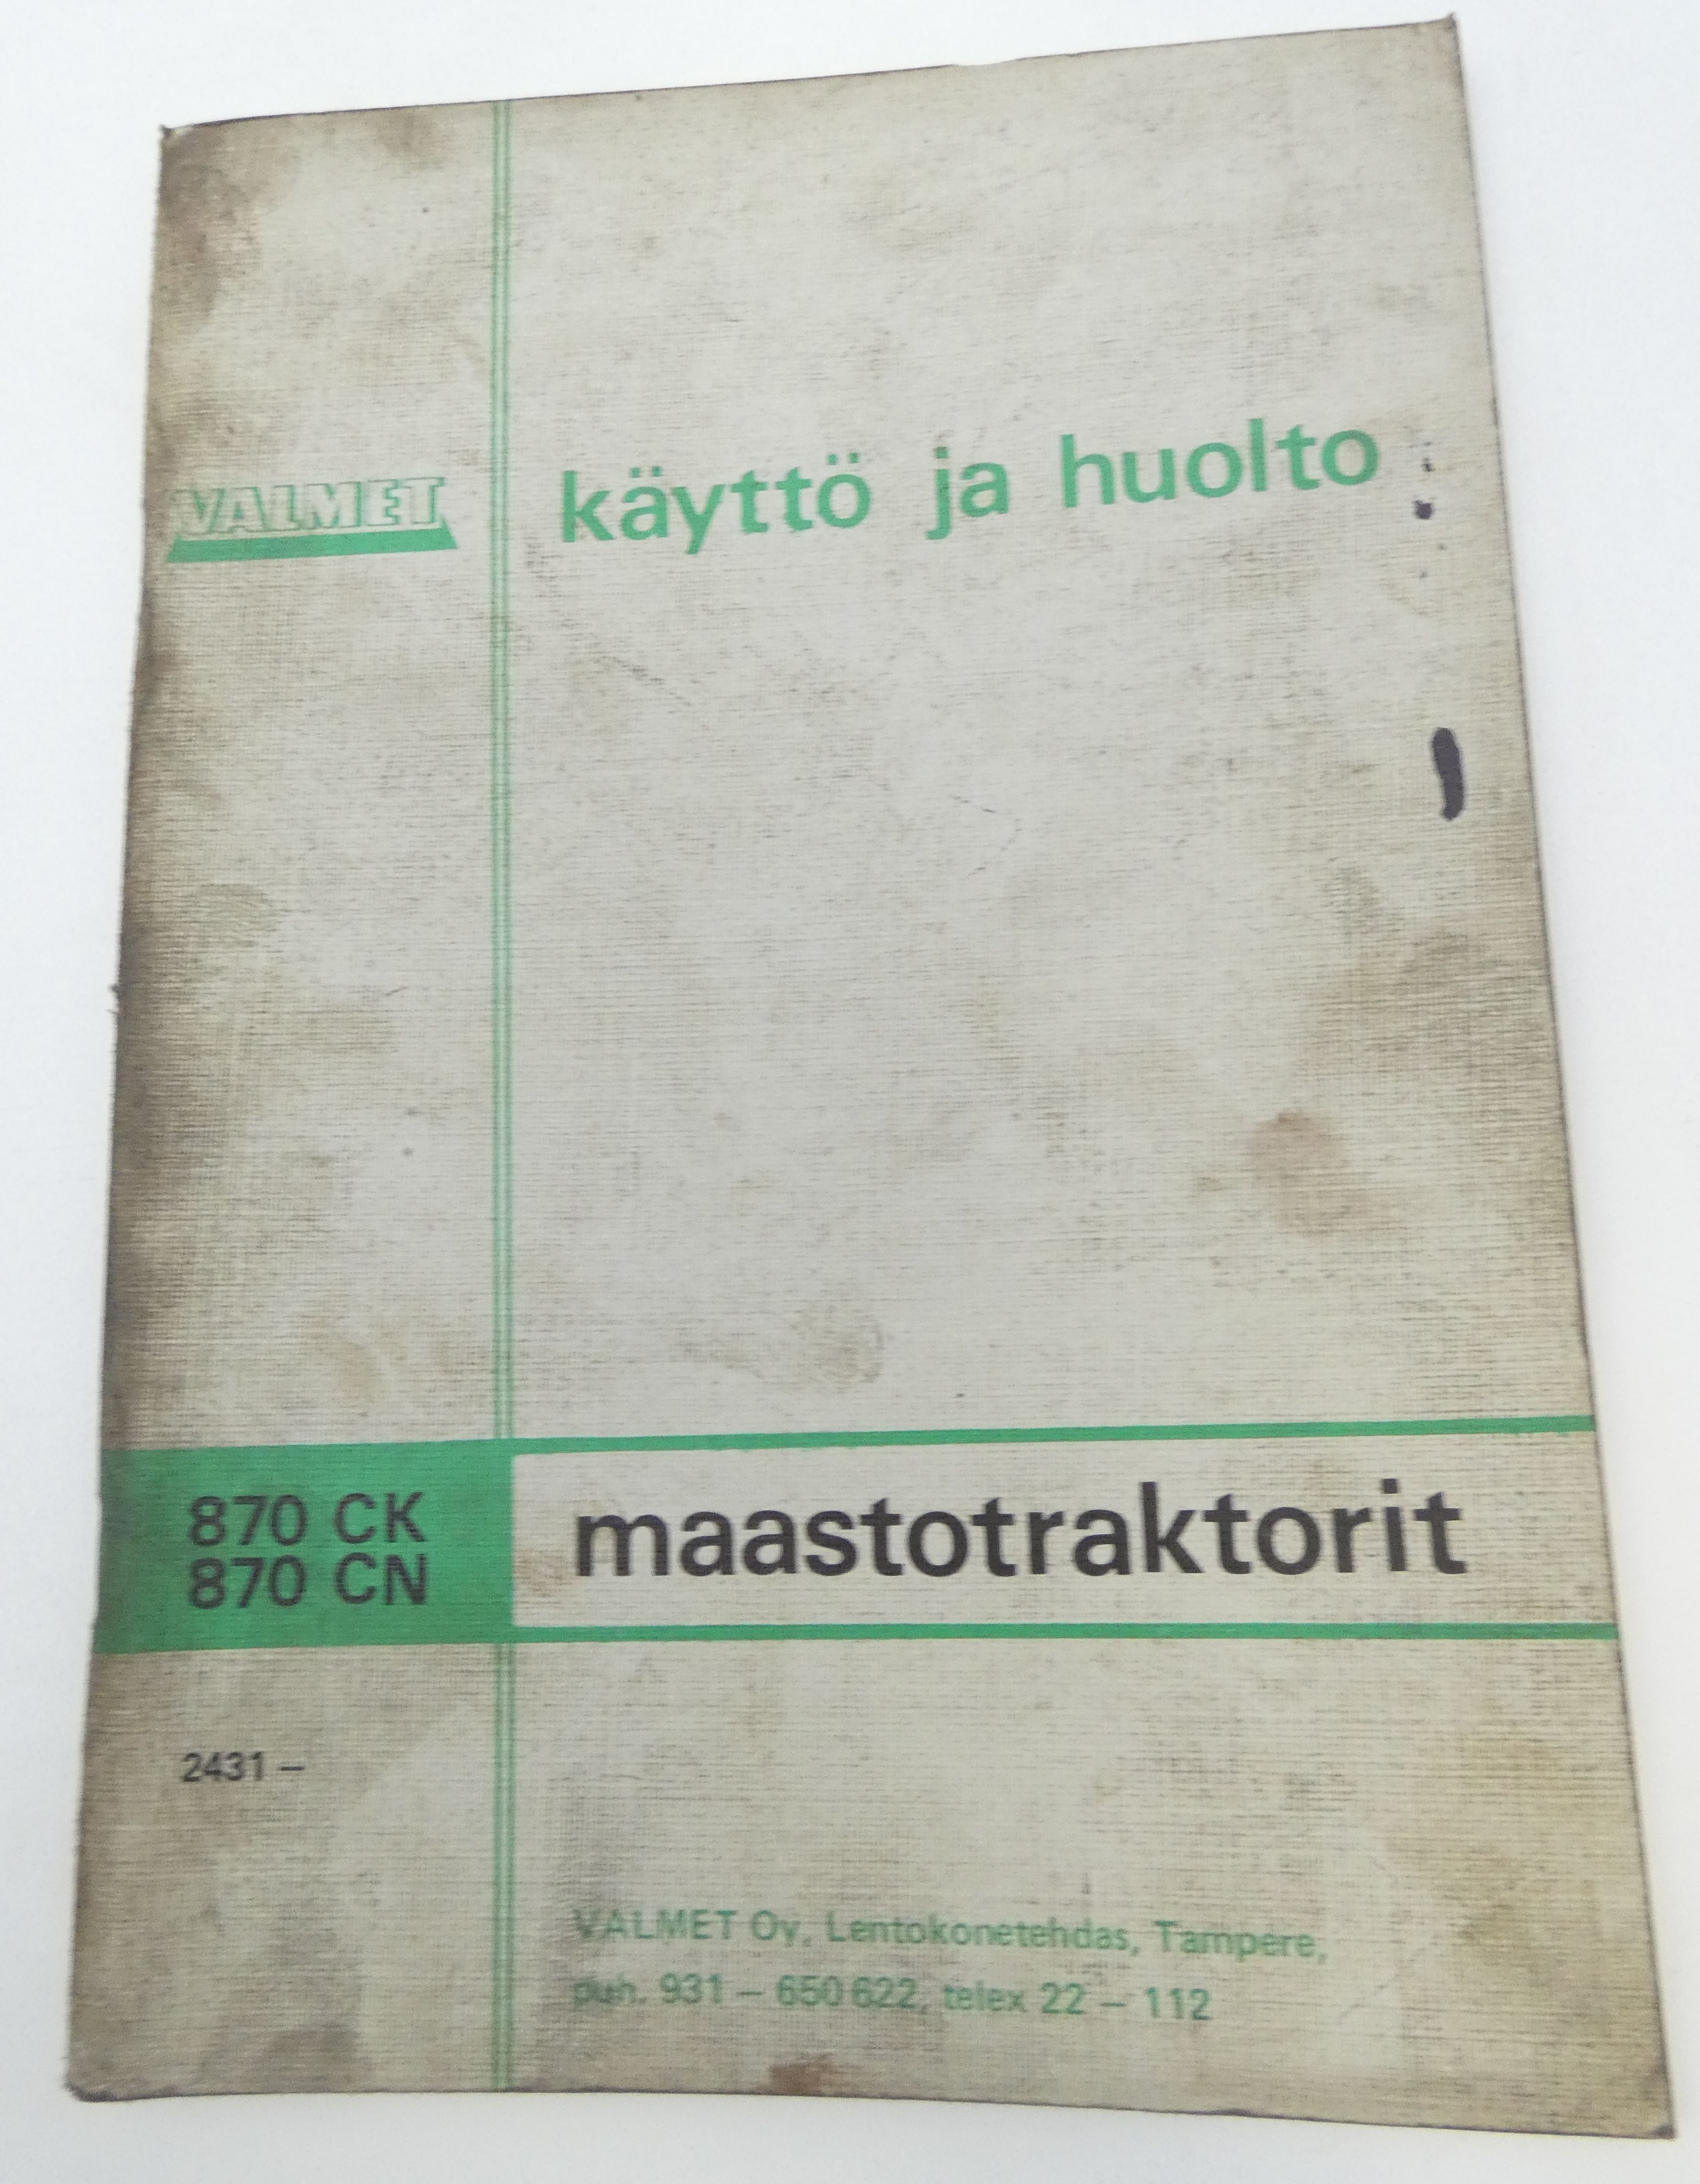 VALMET
käyttö ja huolto
870 CK
870 CN
maastotraktorit
2431 –
VALMET Oy, Lentokonetehdas, Tampere,
puh. 931 – 650 622, telex 22 – 112